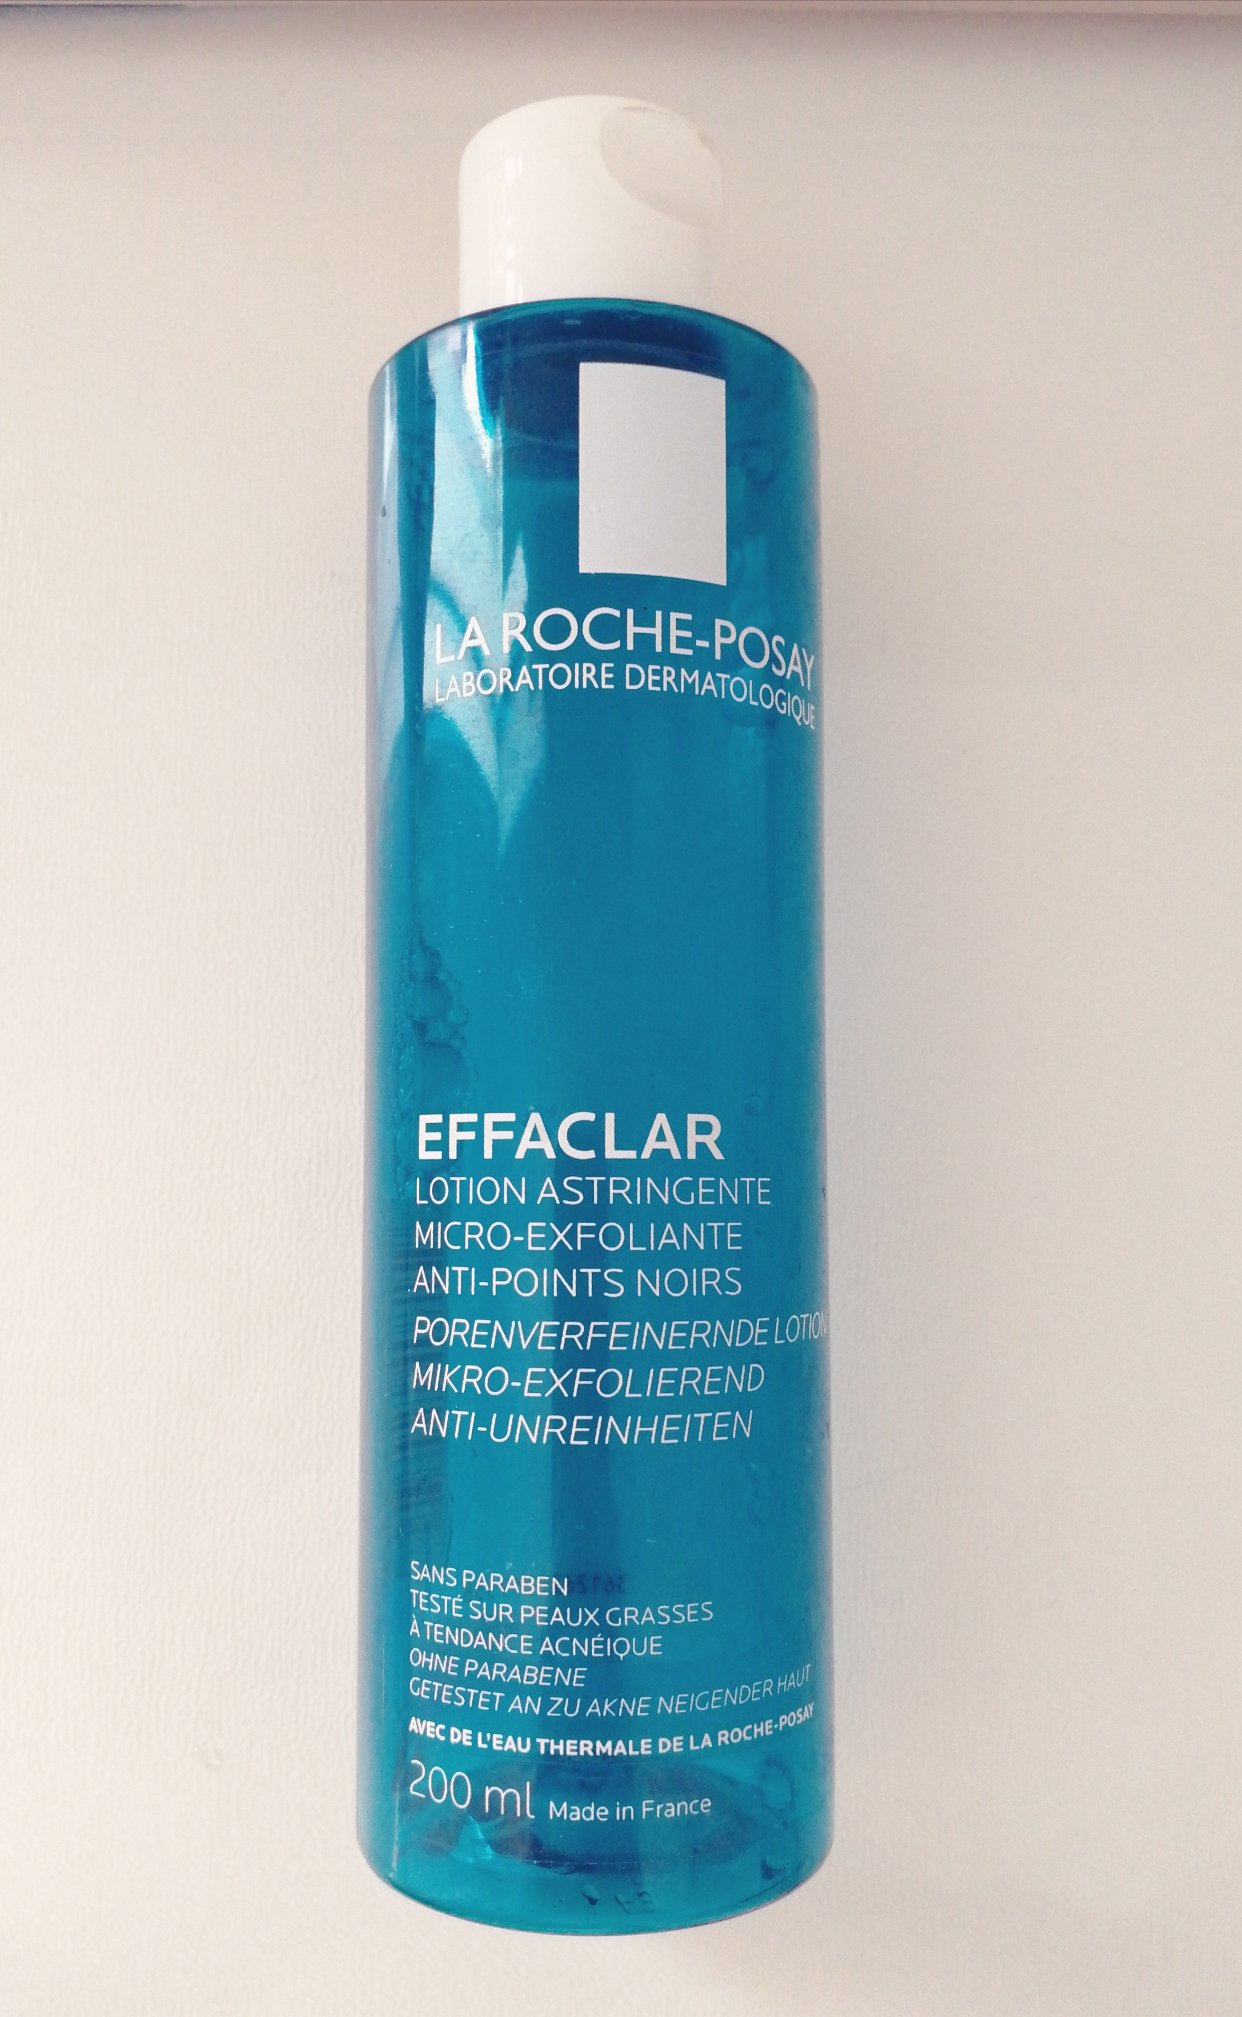 LA ROCHE-POSAY
LABORATOIRE DERMATOLOGIQUE
EFFACLAR
LOTION ASTRINGENTE
MICRO-EXFOLIANTE
ANTI-POINTS NOIRS
PORENVERFEINERNDE LOTION
MIKRO-EXFOLIEREND
ANTI-UNREINHEITEN
SANS PARABEN
TESTÉ SUR PEAUX GRASSES
À TENDANCE ACNÉIQUE
OHNE PARABENE
GETESTET AN ZU AKNE NEIGENDER HAUT
AVEC DE L'EAU THERMALE DE LA ROCHE-POSAY
200 ml Made in France